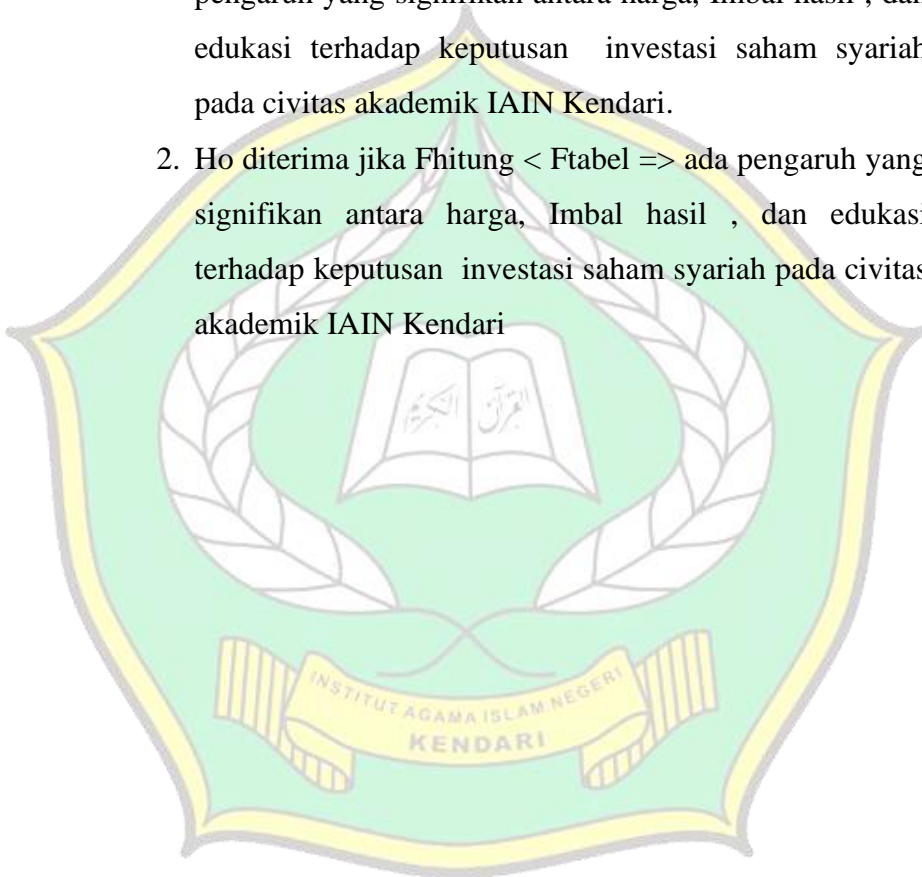 pengaruh yang signifikan antara harga, Imbal hasil , dan
edukasi terhadap keputusan investasi saham syariah
pada civitas akademik IAIN Kendari.
2. Ho diterima jika Fhitung < Ftabel => ada pengaruh yang
signifikan antara harga, Imbal hasil , dan edukasi
terhadap keputusan investasi saham syariah pada civitas
akademik IAIN Kendari
القرآن الكريم
INSTITUT AGAMA ISLAM NEGERI
KENDARI